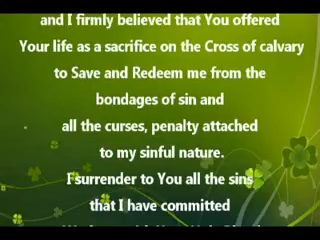 and I firmly believed that You offered
Your life as a sacrifice on the Cross of calvary
to Save and Redeem me from the
bondages of sin and
all the curses, penalty attached
to my sinful nature.
I surrender to You all the sins
that I have committed